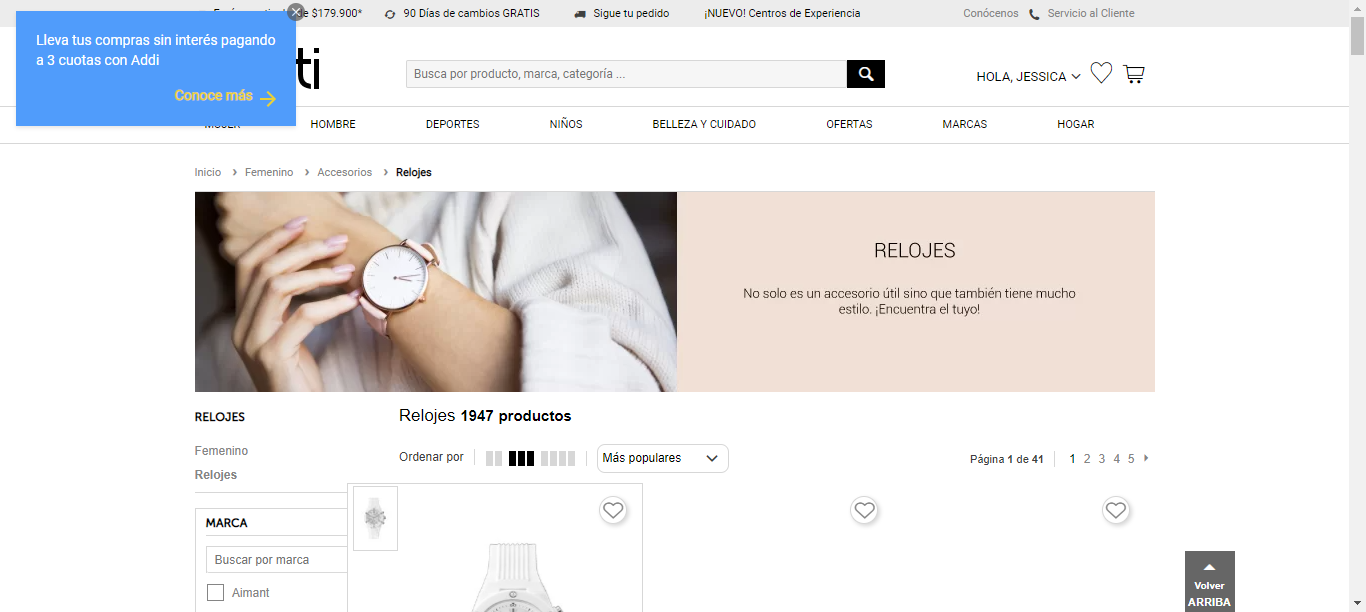 de $179.900*
90 Días de cambios GRATIS
Sigue tu pedido
¡NUEVO! Centros de Experiencia
Conócenos
Servicio al Cliente
Lleva tus compras sin interés pagando
a 3 cuotas con Addi
Conoce más
ti
Busca por producto, marca, categoría ...
HOLA, JESSICA
MUJER
HOMBRE
DEPORTES
NIÑOS
BELLEZA Y CUIDADO
OFERTAS
MARCAS
HOGAR
Inicio > Femenino > Accesorios > Relojes
RELOJES
No solo es un accesorio útil sino que también tiene mucho
estilo. ¡Encuentra el tuyo!
RELOJES
Relojes 1947 productos
Femenino
Ordenar por
Más populares
Página 1 de 41
1 2 3 4 5
Relojes
MARCA
Buscar por marca
Aimant
Volver
ARRIBA